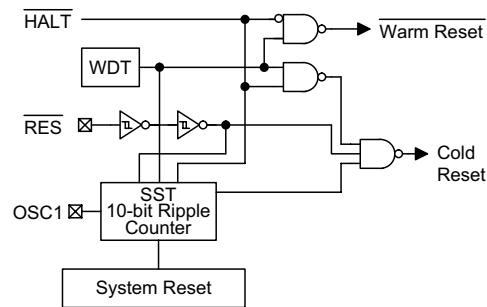 HALT
Warm Reset
WDT
RES
Cold
Reset
SST
10-bit Ripple
Counter
OSC1
System Reset